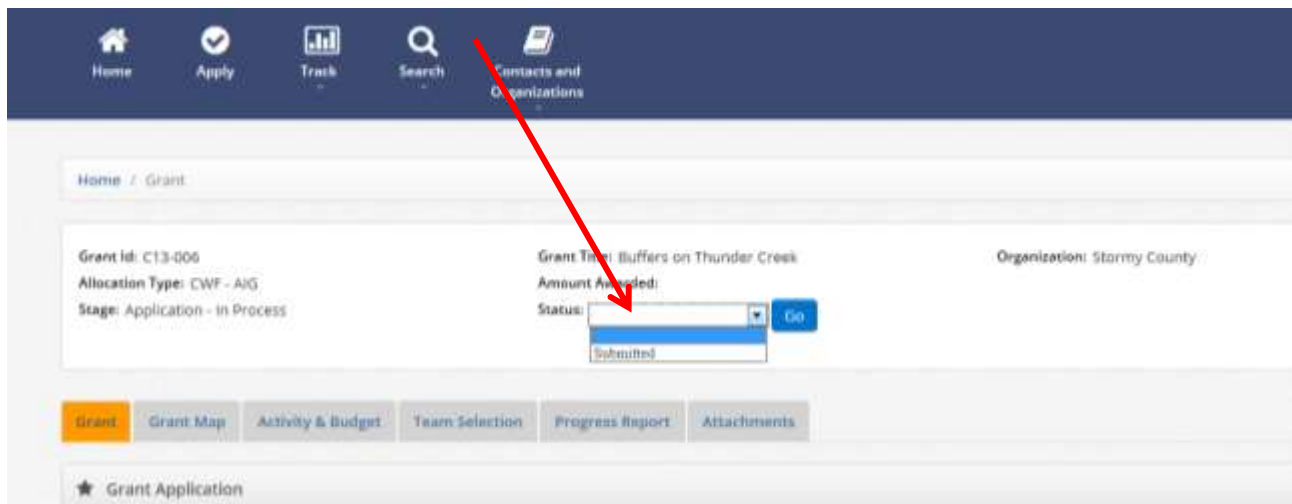 Home Apply Track Search Contacts and
Organizations
Home / Grant
Grant Id: C13-006 Grant Title: Buffers on Thunder Creek Organization: Stormy County
Allocation Type: CWF - AIG Amount Awarded:
Stage: Application - In Process Status: Go
Submitted
Grant Grant Map Activity & Budget Team Selection Progress Report Attachments
Grant Application